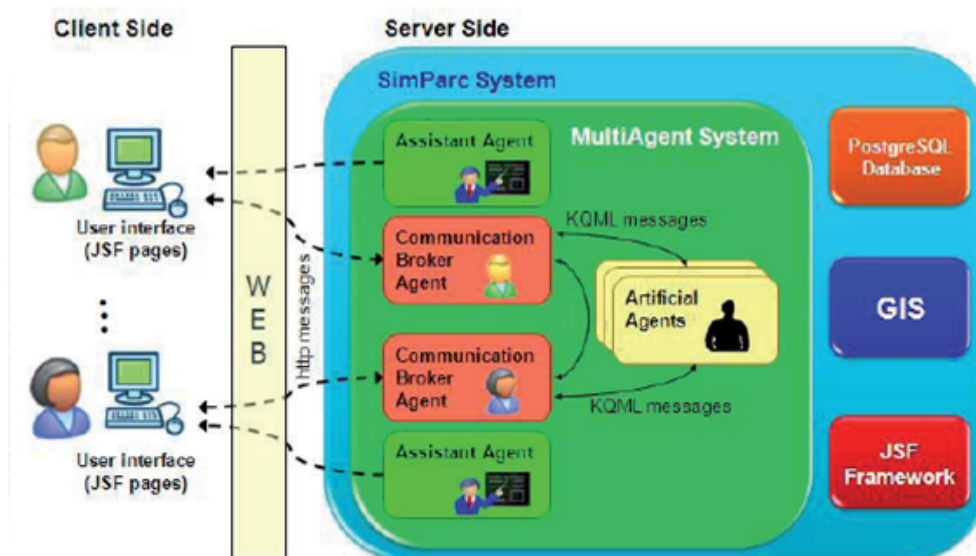 Client Side
Server Side
SimParc System
MultiAgent System
Assistant Agent
PostgreSQL
Database
User interface
(JSF pages)
KQML messages
Communication
Broker
Agent
W
E
B
http messages
Artificial
Agents
GIS
Communication
Broker
Agent
KQML messages
Assistant Agent
User interface
(JSF pages)
JSF
Framework